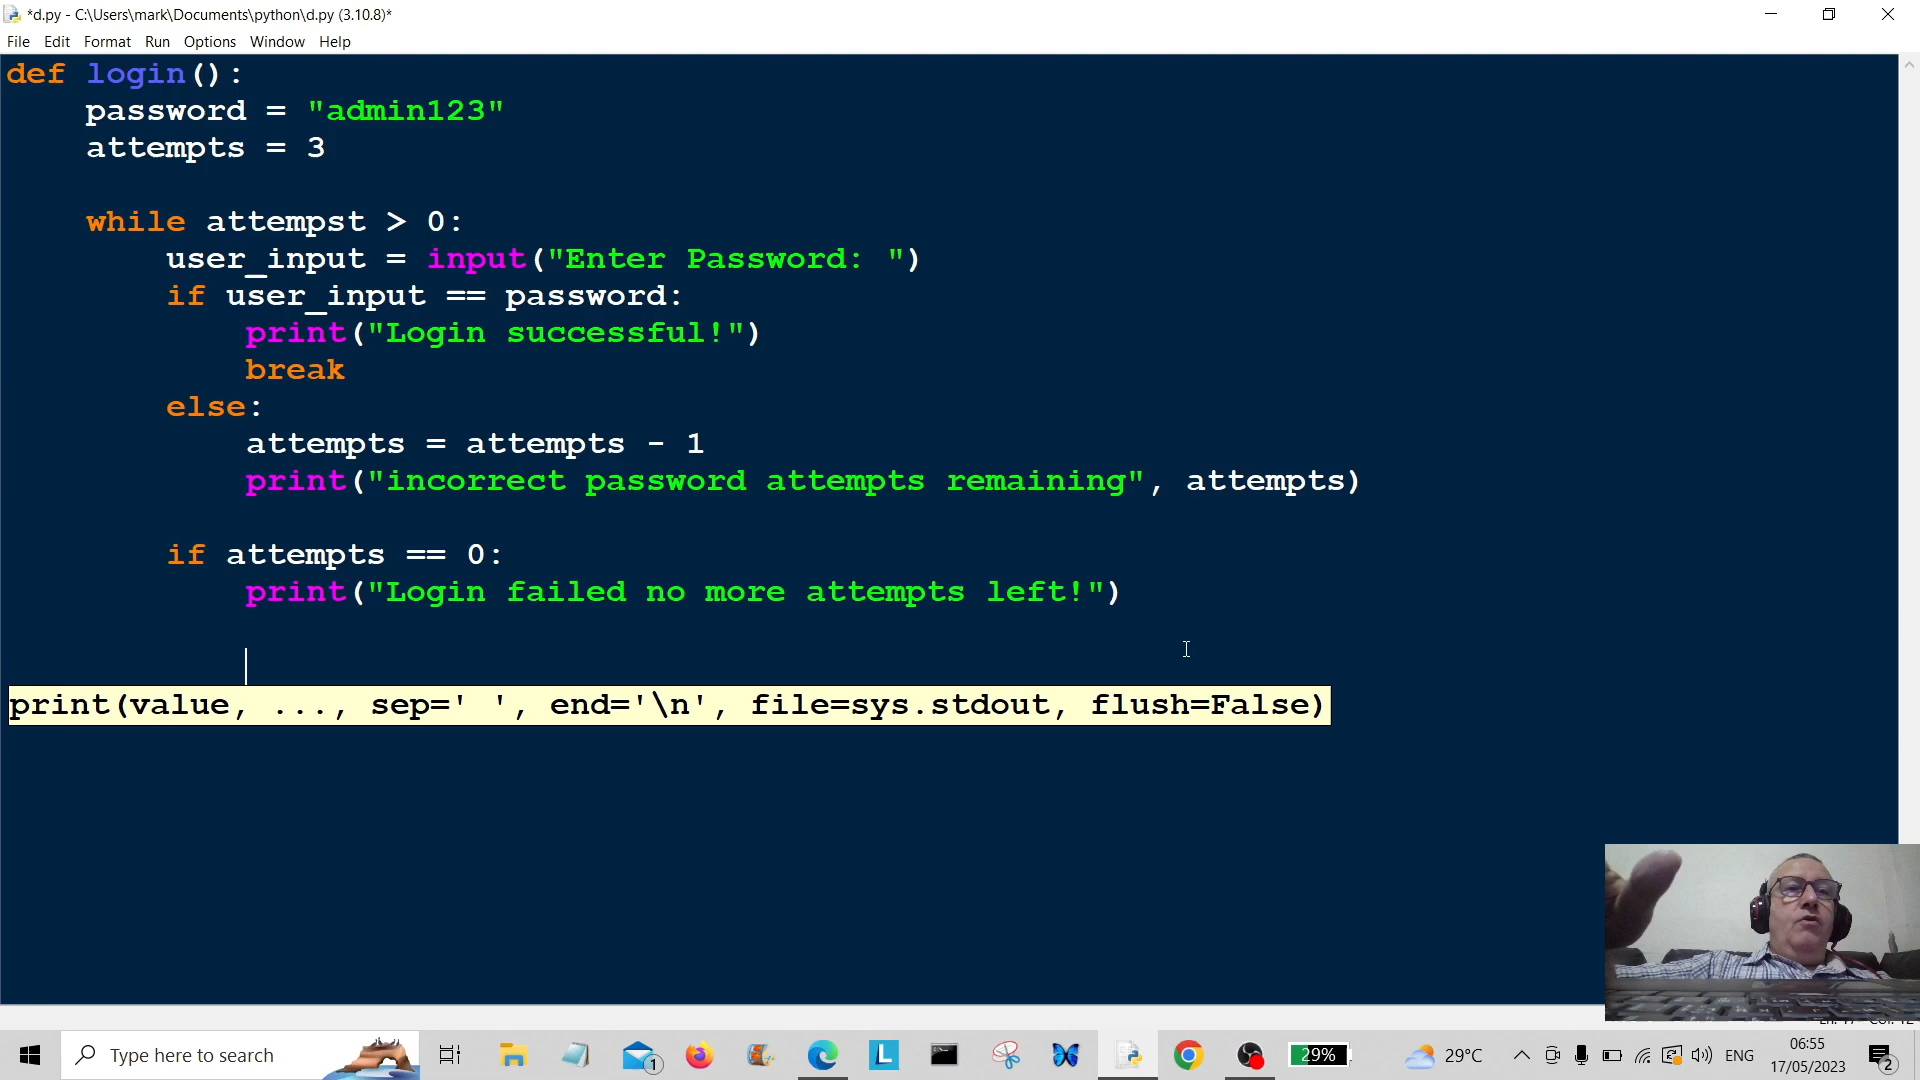 *d.py - C:\Users\mark\Documents\python\d.py (3.10.8)*
File Edit Format Run Options Window Help
def login():
    password = "admin123"
    attempts = 3
    while attempst > 0:
        user_input = input("Enter Password: ")
        if user_input == password:
            print("Login successful!")
            break
        else:
            attempts = attempts - 1
            print("incorrect password attempts remaining", attempts)
        if attempts == 0:
            print("Login failed no more attempts left!")
print(value, ..., sep=' ', end='\n', file=sys.stdout, flush=False)
Type here to search
1
L
29%
29°C
ENG
06:55
17/05/2023
2